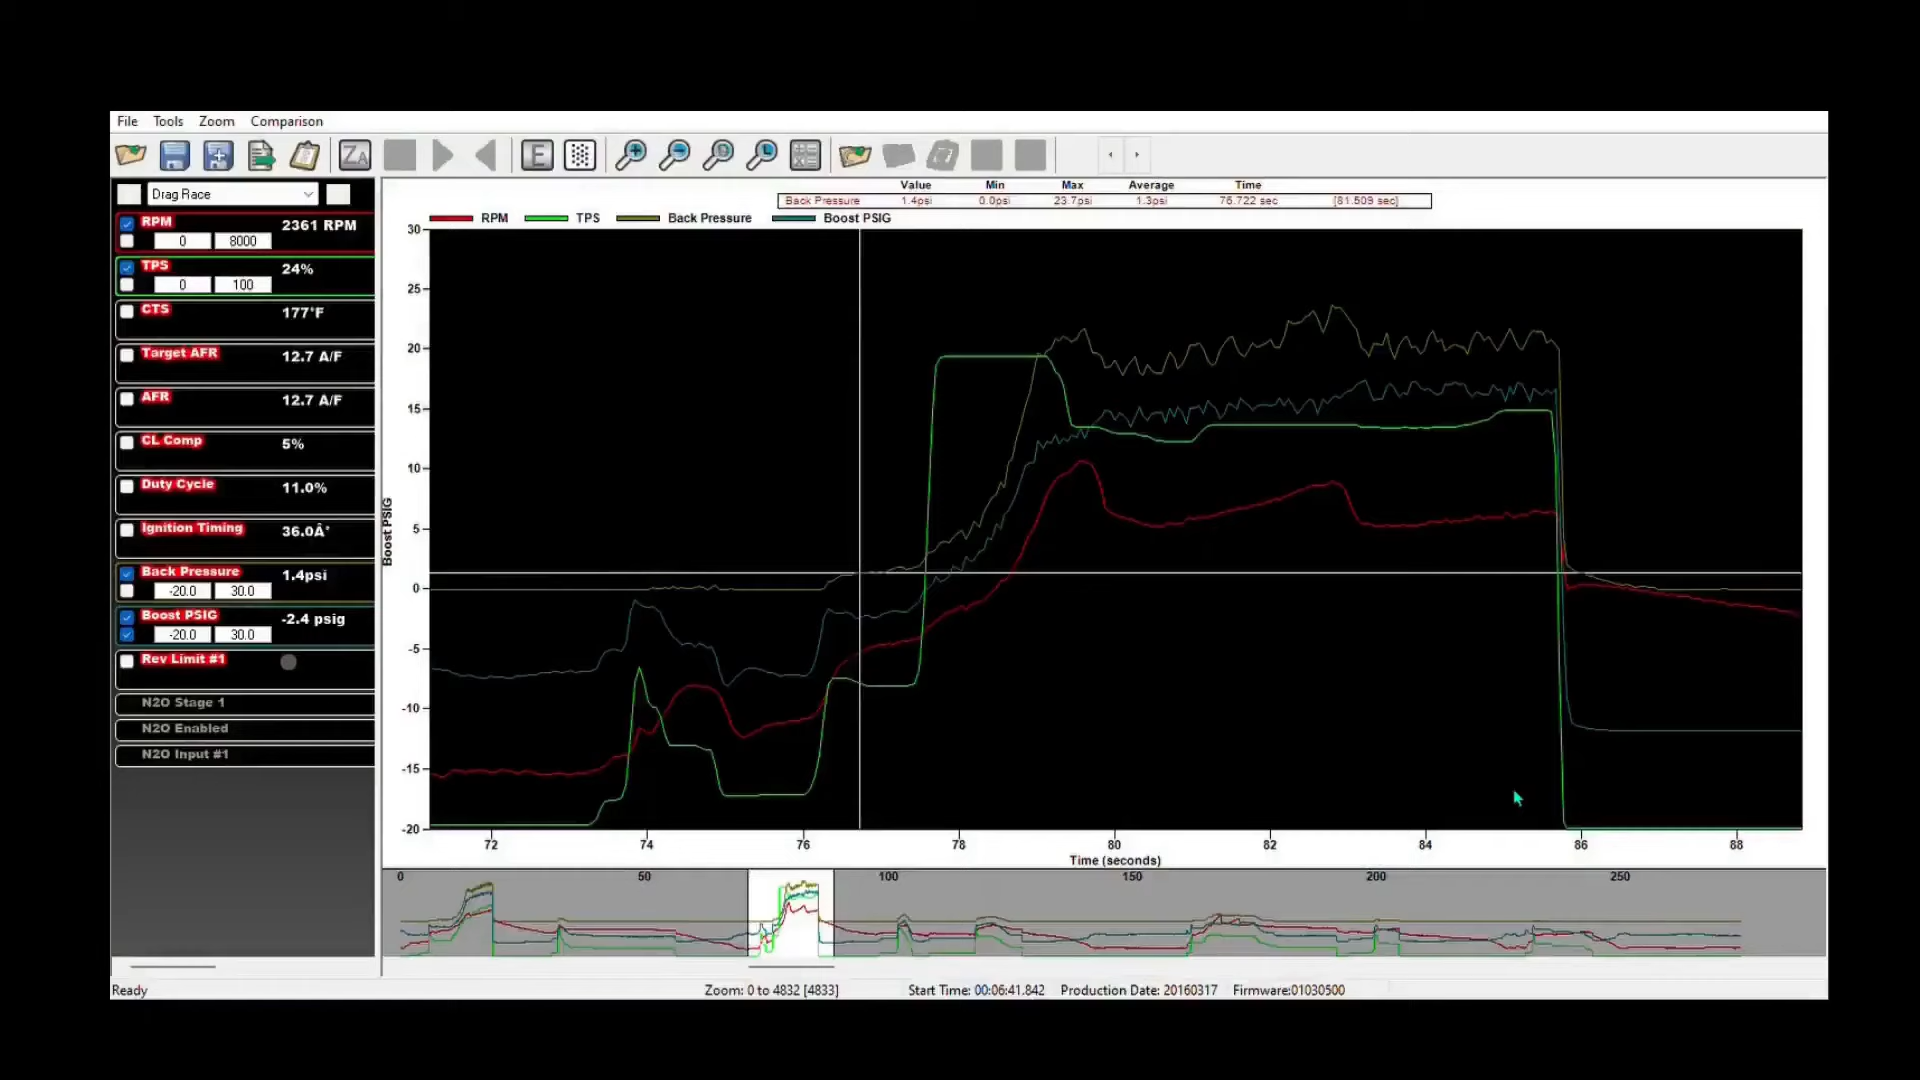 File Tools Zoom Comparison
ZA E
Drag Race
RPM 2361 RPM
0 8000
TPS 24%
0 100
CTS 177°F
Target AFR 12.7 A/F
AFR 12.7 A/F
CL Comp 5%
Duty Cycle 11.0%
Ignition Timing 36.0Â°
Back Pressure 1.4psi
-20.0 30.0
Boost PSIG -2.4 psig
-20.0 30.0
Rev Limit #1
N2O Stage 1
N2O Enabled
N2O Input #1
Value Min Max Average Time
Back Pressure 1.4psi 0.0psi 23.7psi 1.3psi 76.722 sec [81.509 sec]
RPM TPS Back Pressure Boost PSIG
30
25
20
15
10
5
0
-5
-10
-15
-20
Boost PSIG
72 74 76 78 80 82 84 86 88
Time (seconds)
0 50 100 150 200 250
Ready Zoom: 0 to 4832 [4833] Start Time: 00:06:41.842 Production Date: 20160317 Firmware:01030500